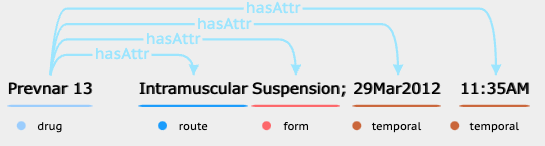 hasAttr
hasAttr
hasAttr
hasAttr
Prevnar 13 Intramuscular Suspension; 29Mar2012 11:35AM
drug route form temporal temporal